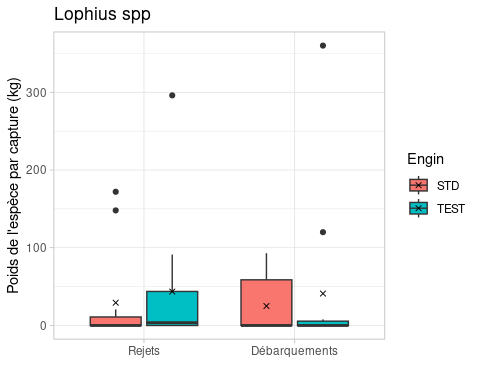 Lophius spp
Poids de l'espèce par capture (kg)
300
200
100
0
Rejets
Débarquements
Engin
STD
TEST